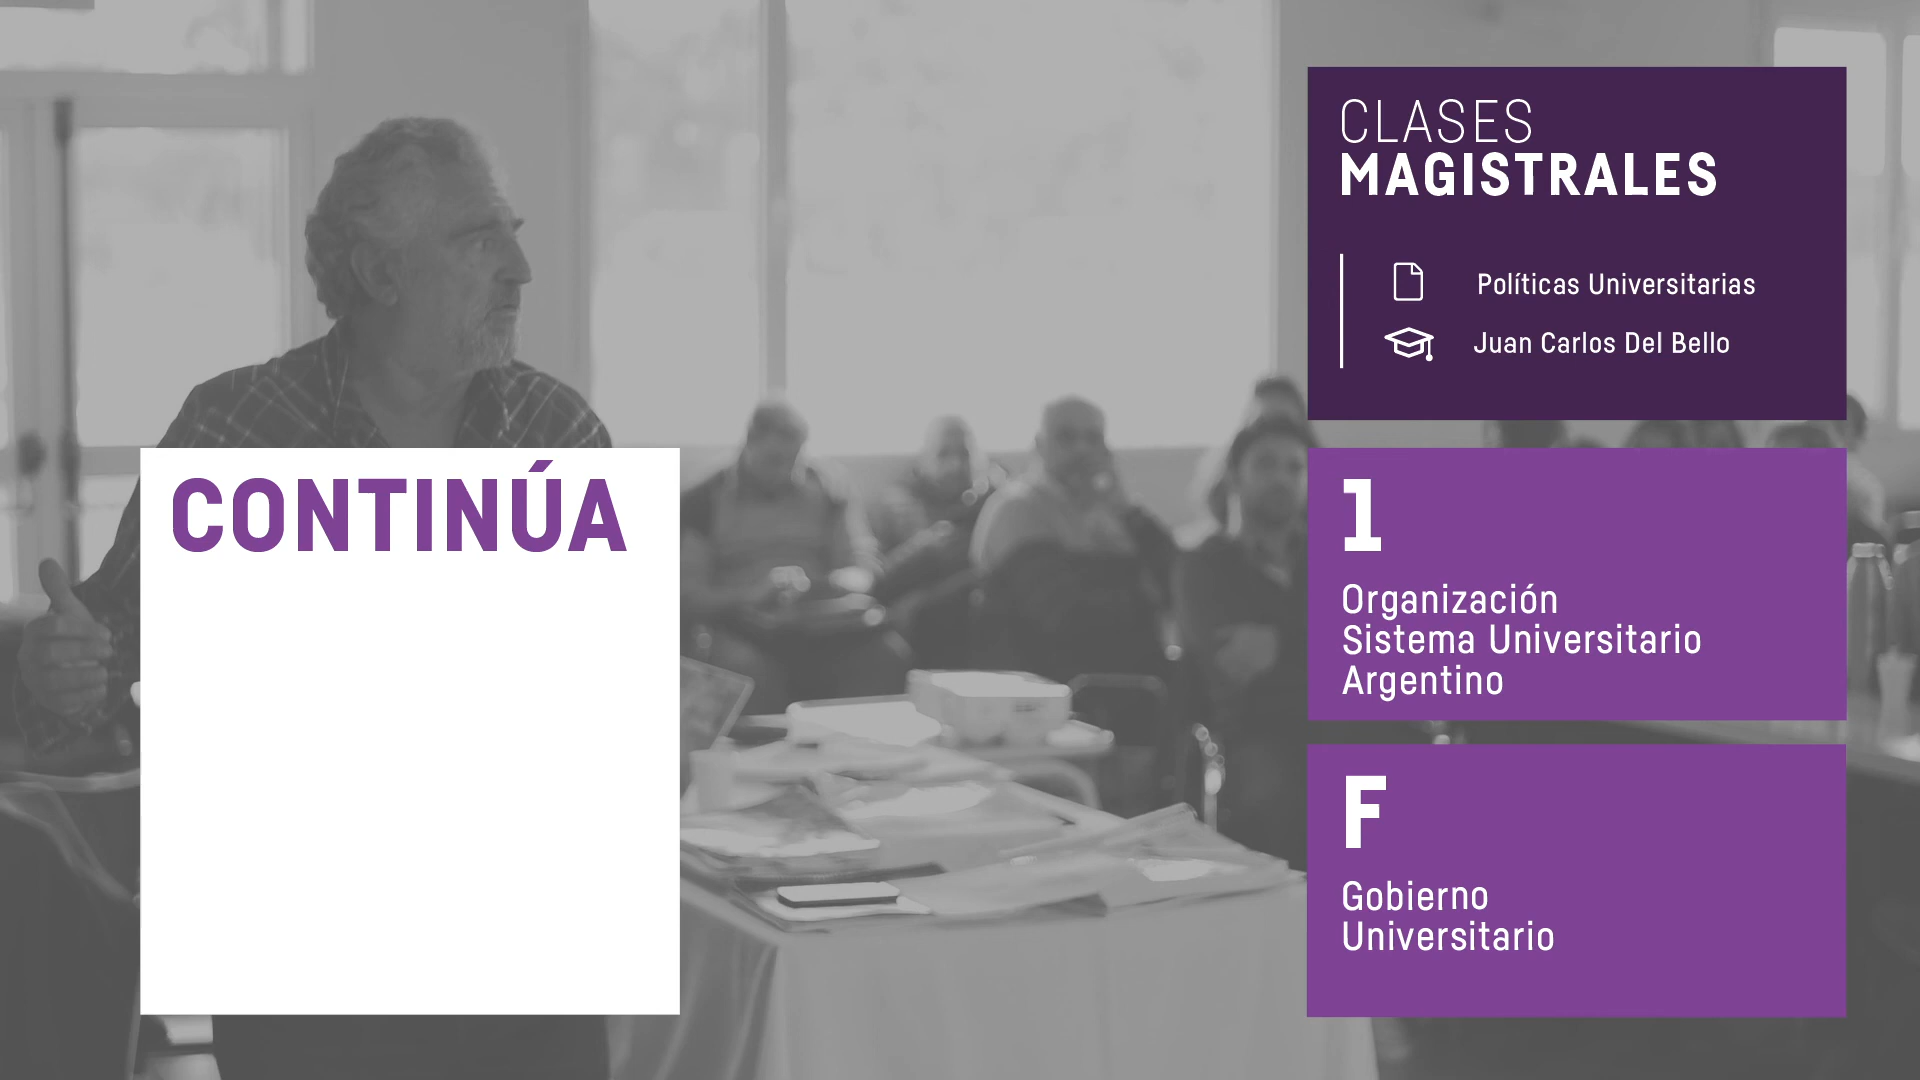 CLASES
MAGISTRALES
Políticas Universitarias
Juan Carlos Del Bello
CONTINÚA
1
Organización
Sistema Universitario
Argentino
F
Gobierno
Universitario